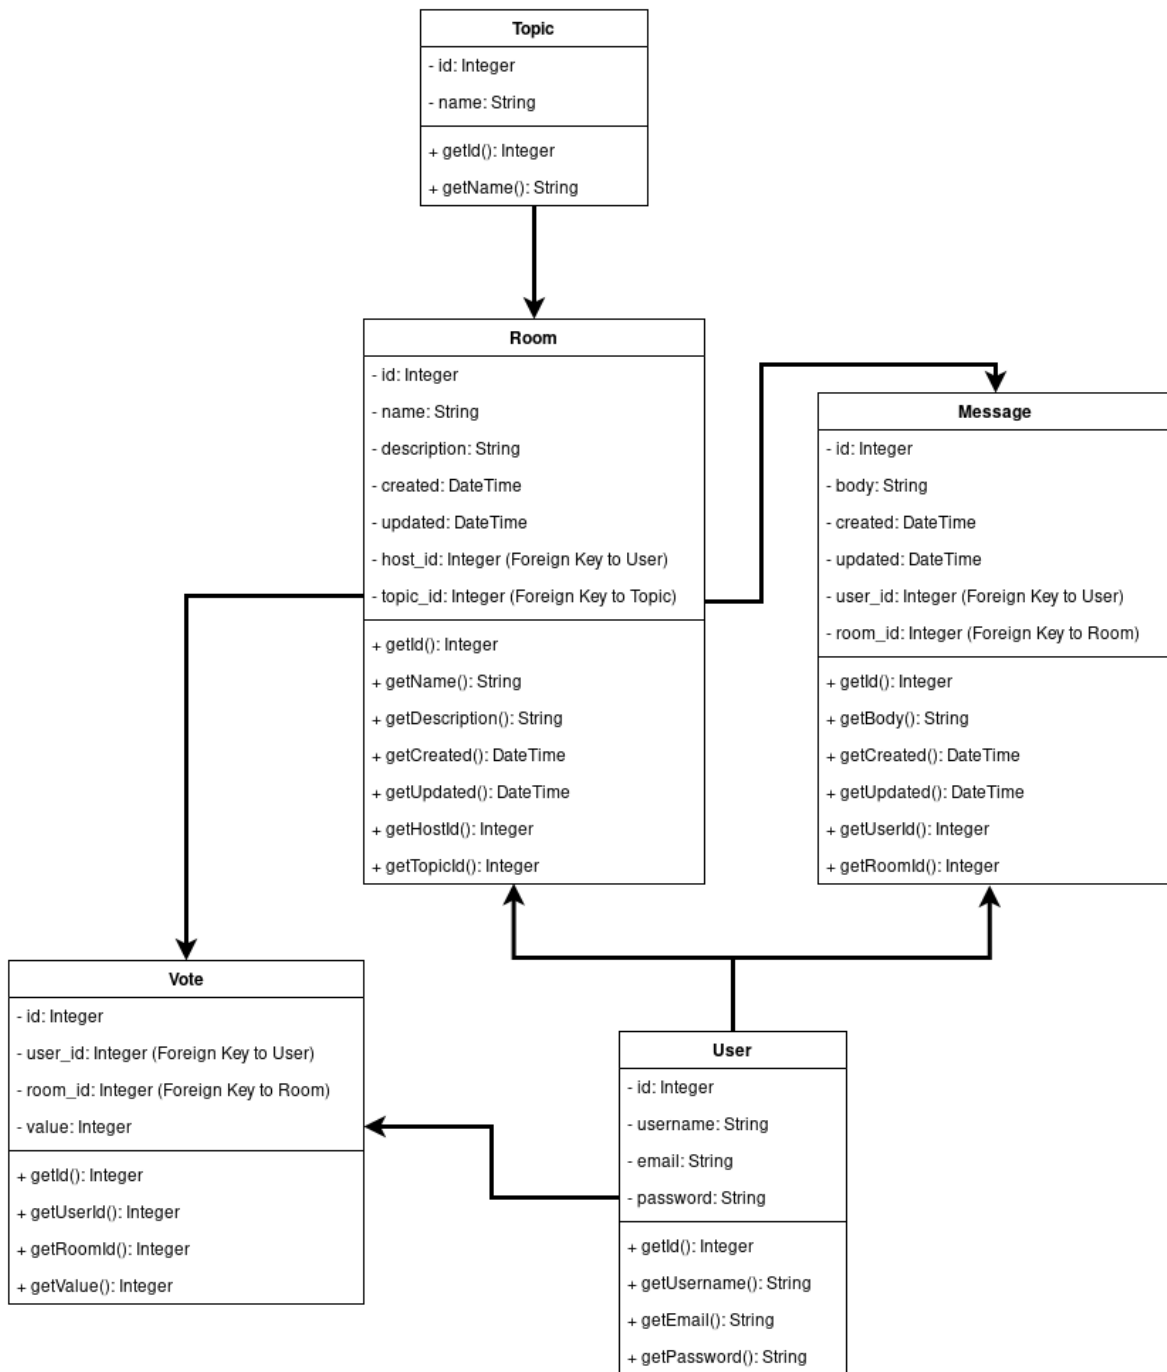 Topic
- id: Integer
- name: String
+ getId(): Integer
+ getName(): String
Room
- id: Integer
- name: String
- description: String
- created: DateTime
- updated: DateTime
- host_id: Integer (Foreign Key to User)
- topic_id: Integer (Foreign Key to Topic)
+ getId(): Integer
+ getName(): String
+ getDescription(): String
+ getCreated(): DateTime
+ getUpdated(): DateTime
+ getHostId(): Integer
+ getTopicId(): Integer
Message
- id: Integer
- body: String
- created: DateTime
- updated: DateTime
- user_id: Integer (Foreign Key to User)
- room_id: Integer (Foreign Key to Room)
+ getId(): Integer
+ getBody(): String
+ getCreated(): DateTime
+ getUpdated(): DateTime
+ getUserId(): Integer
+ getRoomId(): Integer
Vote
- id: Integer
- user_id: Integer (Foreign Key to User)
- room_id: Integer (Foreign Key to Room)
- value: Integer
+ getId(): Integer
+ getUserId(): Integer
+ getRoomId(): Integer
+ getValue(): Integer
User
- id: Integer
- username: String
- email: String
- password: String
+ getId(): Integer
+ getUsername(): String
+ getEmail(): String
+ getPassword(): String